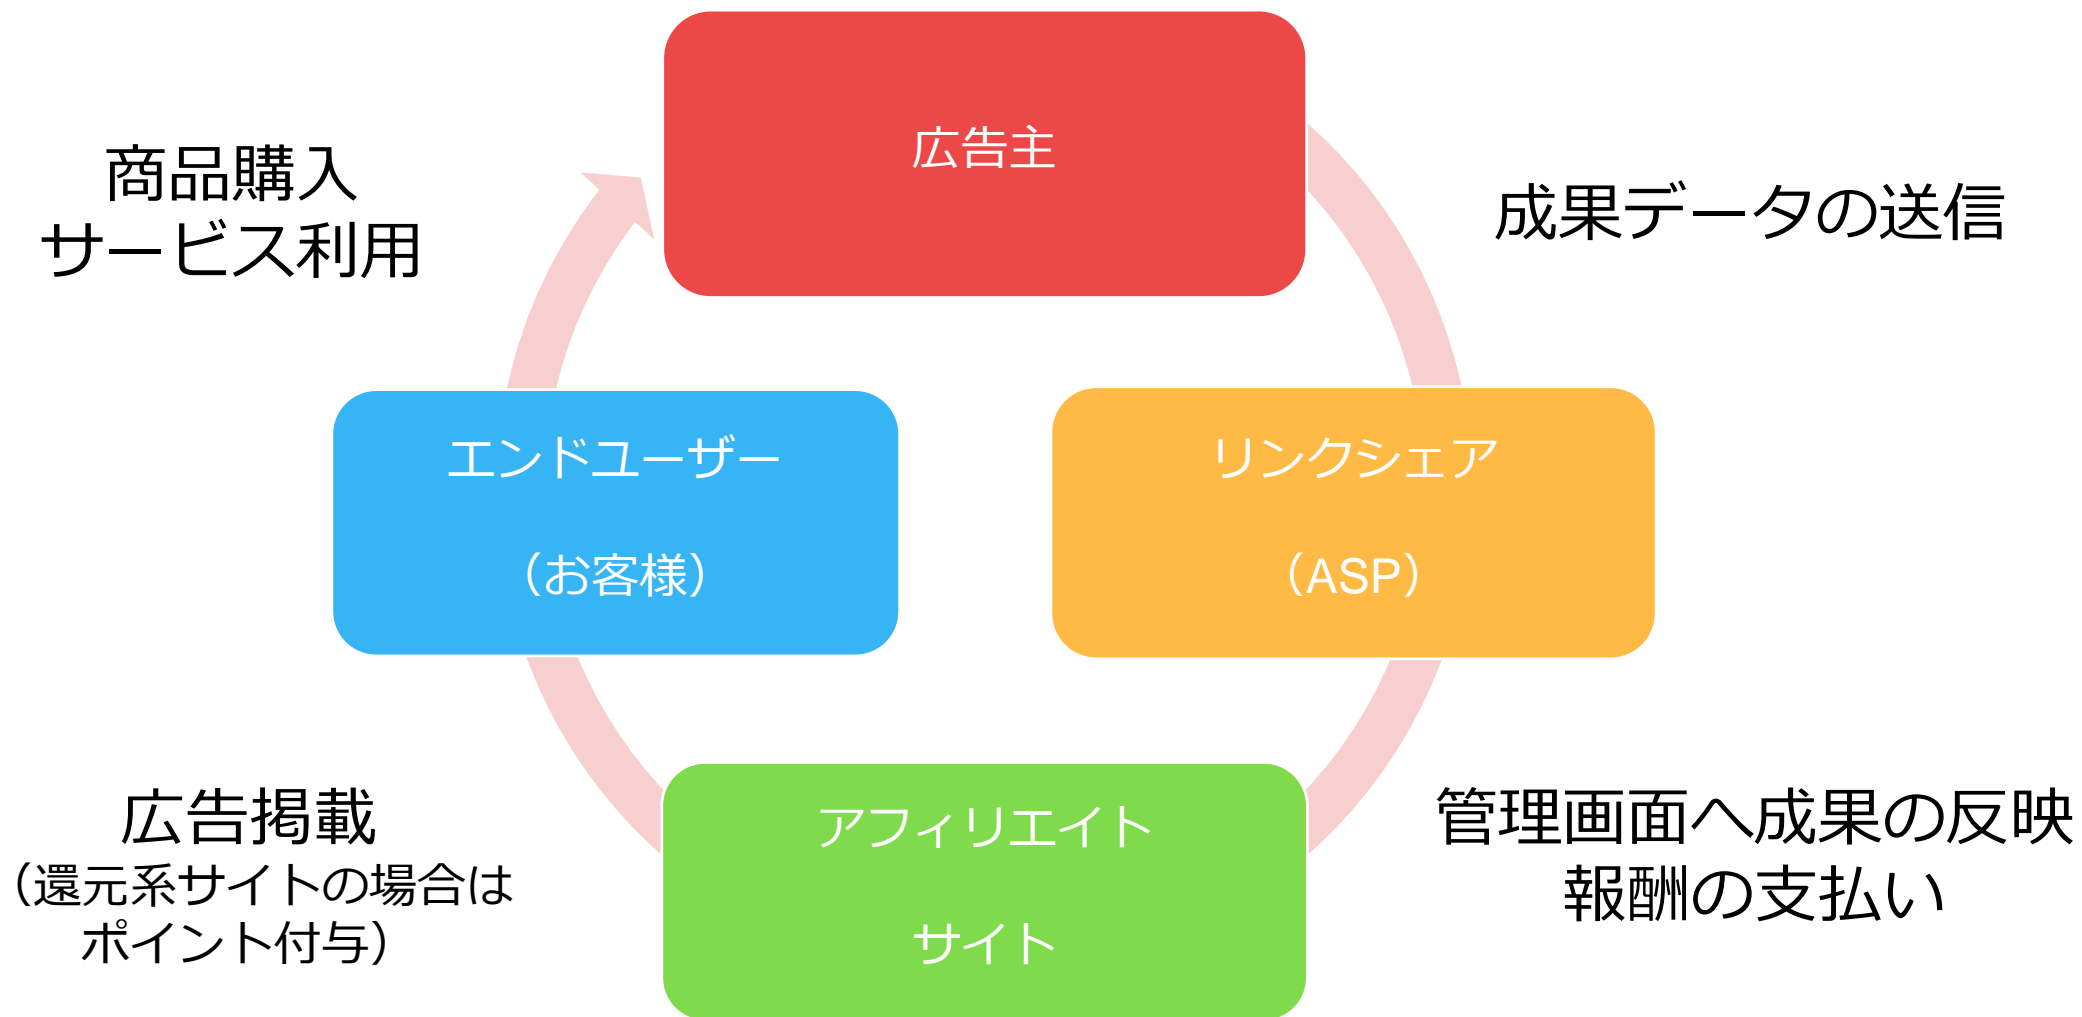 広告主
商品購入
サービス利用
成果データの送信
エンドユーザー
（お客様）
リンクシェア
（ASP）
広告掲載
（還元系サイトの場合は
ポイント付与）
アフィリエイト
サイト
管理画面へ成果の反映
報酬の支払い